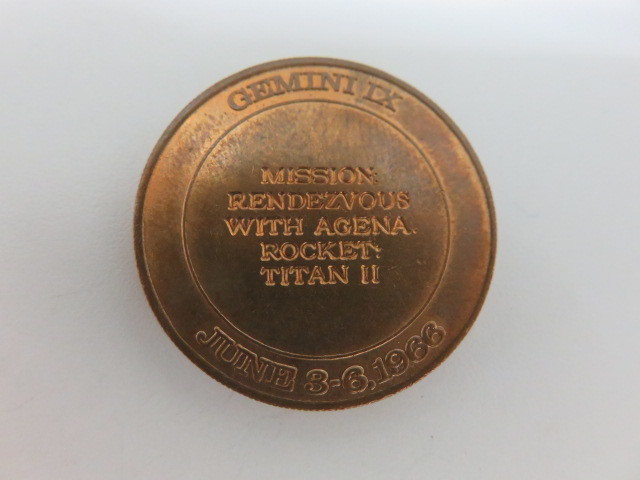 GEMINI IX
MISSION:
RENDEZVOUS
WITH AGENA.
ROCKET:
TITAN II
JUNE 3-6, 1966